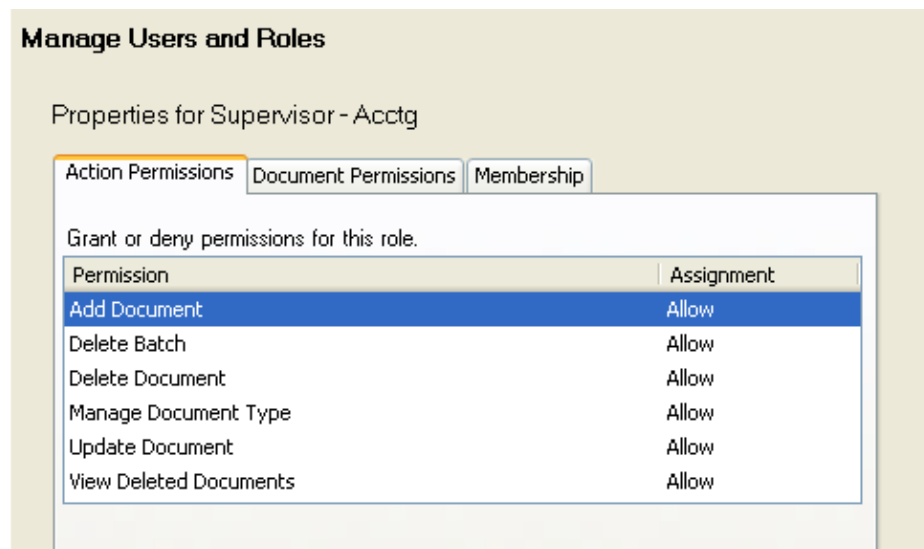 Manage Users and Roles
Properties for Supervisor - Acctg
Action Permissions Document Permissions Membership
Grant or deny permissions for this role.
Permission Assignment
Add Document Allow
Delete Batch Allow
Delete Document Allow
Manage Document Type Allow
Update Document Allow
View Deleted Documents Allow